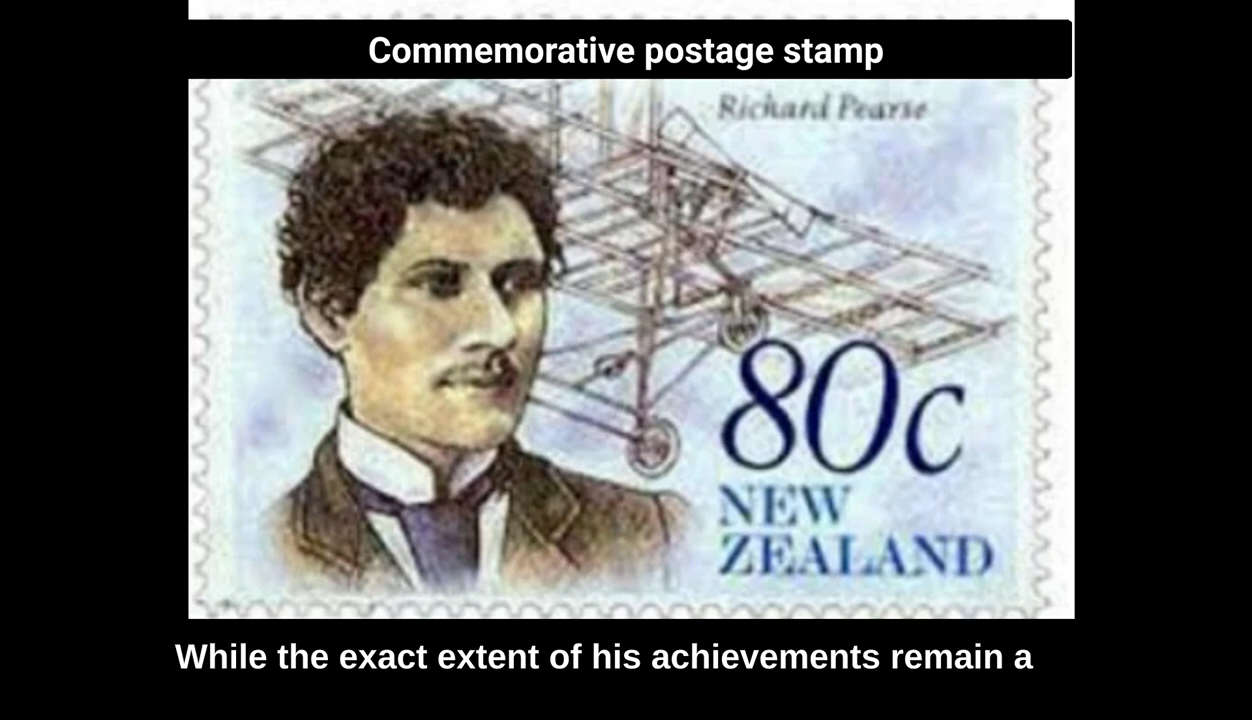 Commemorative postage stamp
Richard Pearse
80c
NEW
ZEALAND
While the exact extent of his achievements remain a